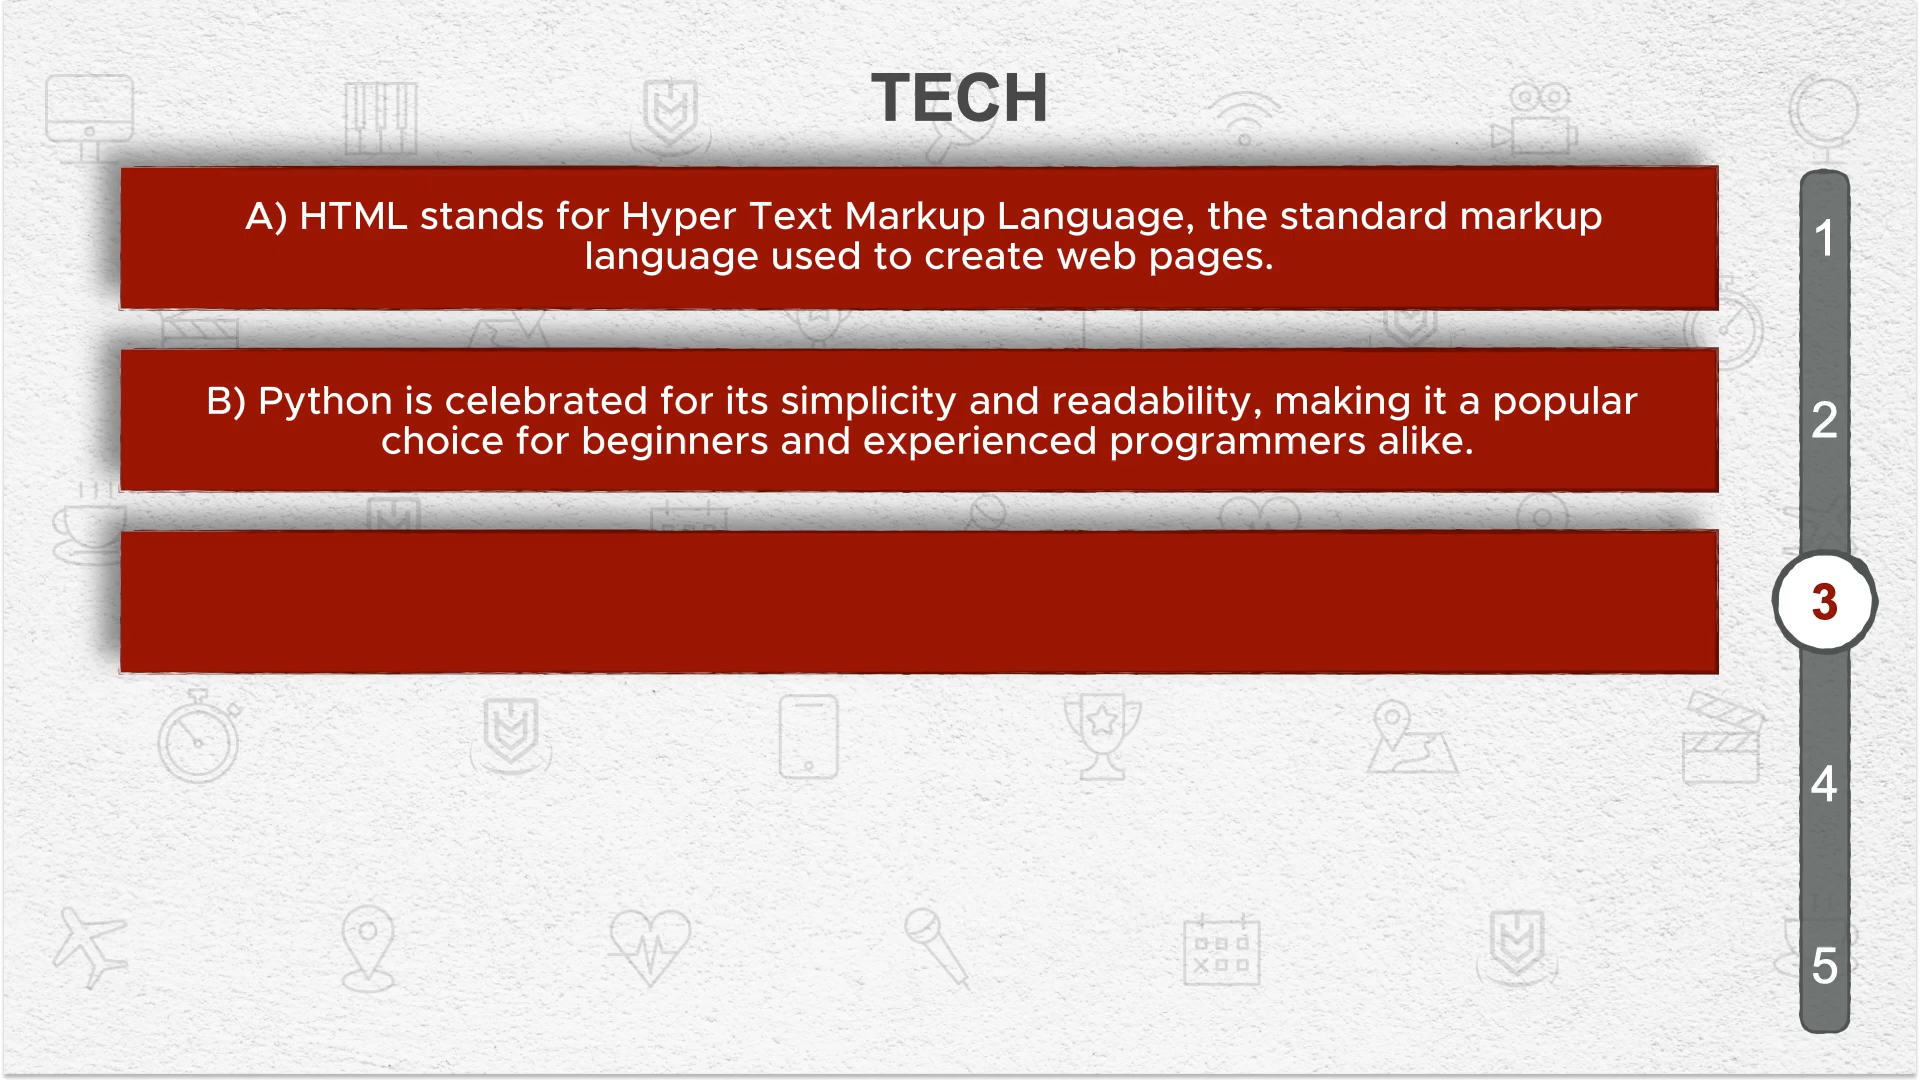 TECH
A) HTML stands for Hyper Text Markup Language, the standard markup
language used to create web pages.
1
B) Python is celebrated for its simplicity and readability, making it a popular
choice for beginners and experienced programmers alike.
2
3
4
5